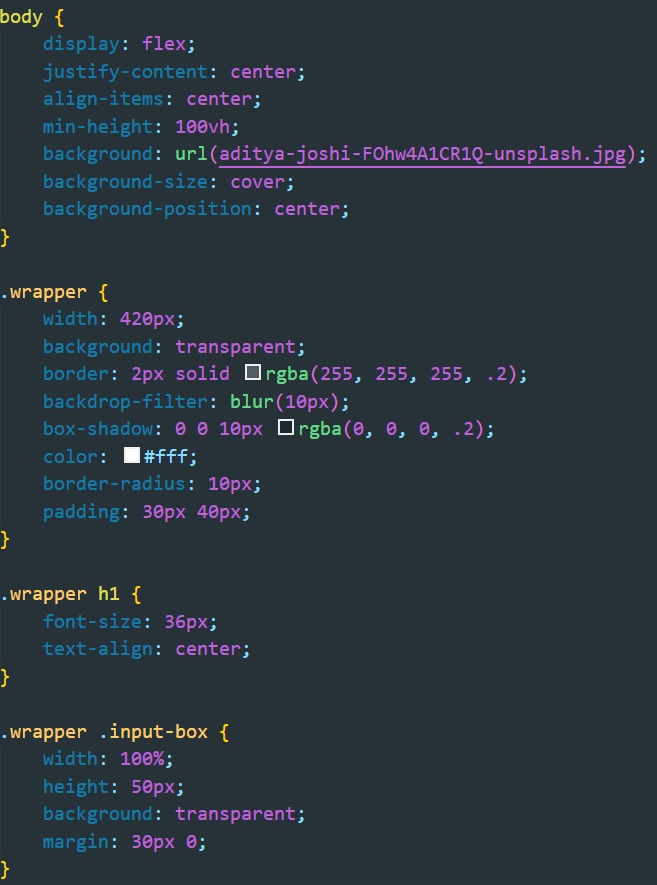 body {
    display: flex;
    justify-content: center;
    align-items: center;
    min-height: 100vh;
    background: url(aditya-joshi-FOhw4A1CR1Q-unsplash.jpg);
    background-size: cover;
    background-position: center;
}

.wrapper {
    width: 420px;
    background: transparent;
    border: 2px solid rgba(255, 255, 255, .2);
    backdrop-filter: blur(10px);
    box-shadow: 0 0 10px rgba(0, 0, 0, .2);
    color: #fff;
    border-radius: 10px;
    padding: 30px 40px;
}

.wrapper h1 {
    font-size: 36px;
    text-align: center;
}

.wrapper .input-box {
    width: 100%;
    height: 50px;
    background: transparent;
    margin: 30px 0;
}